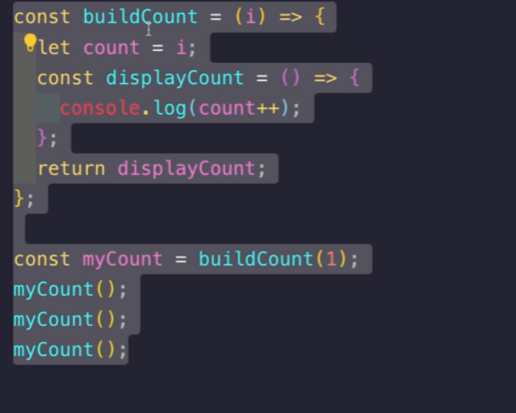 const buildCount = (i) => {
let count = i;
const displayCount = () => {
console.log(count++);
};
return displayCount;
};
const myCount = buildCount(1);
myCount();
myCount();
myCount();